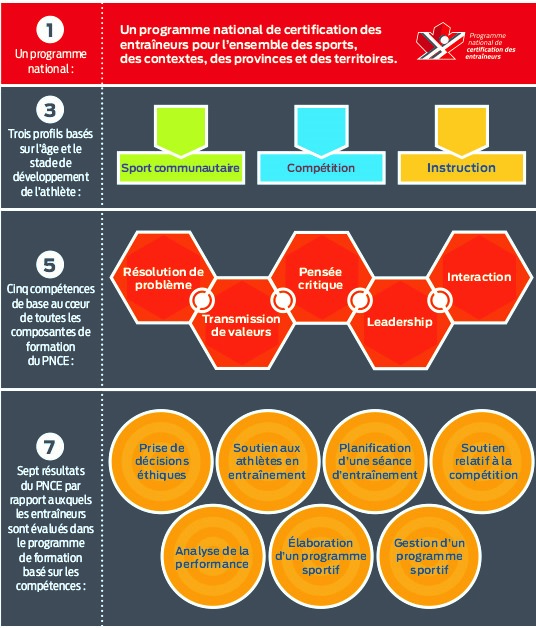 1
Un programme
national :
Un programme national de certification des
entraîneurs pour l'ensemble des sports,
des contextes, des provinces et des territoires.
Programme
national de
certification des
entraîneurs
3
Trois profils basés
sur l'âge et le
stade de
développement
de l'athlète :
Sport communautaire
Compétition
Instruction
5
Cinq compétences
de base au cœur
de toutes les
composantes de
formation
du PNCE :
Résolution de
problème
Transmission
de valeurs
Pensée
critique
Leadership
Interaction
7
Sept résultats
du PNCE par
rapport auxquels
les entraîneurs
sont évalués dans
le programme
de formation
basé sur les
compétences :
Prise de
décisions
éthiques
Soutien aux
athlètes en
entraînement
Planification
d'une séance
d'entraînement
Soutien
relatif à la
compétition
Analyse de la
performance
Élaboration
d'un programme
sportif
Gestion d'un
programme
sportif